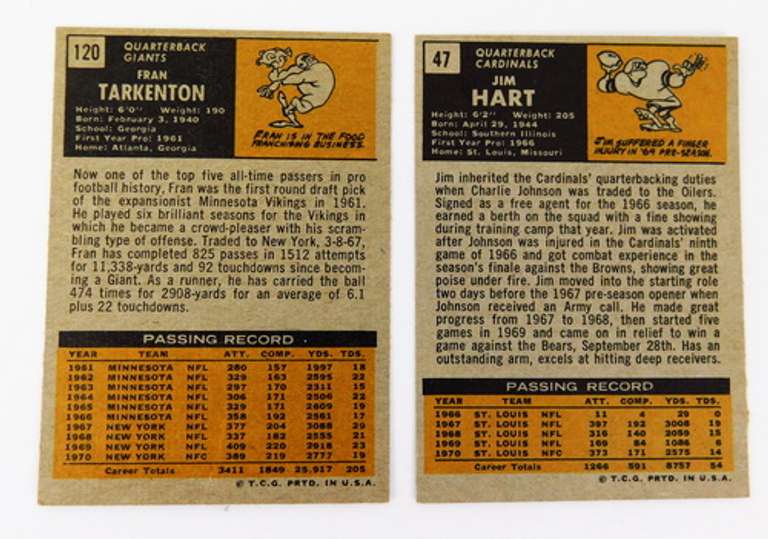 120
QUARTERBACK
GIANTS
FRAN
TARKENTON
Height: 6'0" Weight: 190
Born: February 3, 1940
School: Georgia
First Year Pro: 1961
Home: Atlanta, Georgia
FRAN IS IN THE FOOD
FRANCHISING BUSINESS.
Now one of the top five all-time passers in pro
football history, Fran was the first round draft pick
of the expansionist Minnesota Vikings in 1961.
He played six brilliant seasons for the Vikings in
which he became a crowd-pleaser with his scram-
bling type of offense. Traded to New York, 3-8-67,
Fran has completed 825 passes in 1512 attempts
for 11,338-yards and 92 touchdowns since becom-
ing a Giant. As a runner, he has carried the ball
474 times for 2908-yards for an average of 6.1
plus 22 touchdowns.
PASSING RECORD
YEAR TEAM ATT. COMP. YDS. TDS.
1961 MINNESOTA NFL 280 157 1997 18
1962 MINNESOTA NFL 329 163 2595 22
1963 MINNESOTA NFL 297 170 2311 15
1964 MINNESOTA NFL 306 171 2506 22
1965 MINNESOTA NFL 329 171 2609 19
1966 MINNESOTA NFL 358 192 2561 17
1967 NEW YORK NFL 377 204 3088 29
1968 NEW YORK NFL 337 182 2555 21
1969 NEW YORK NFL 409 220 2918 23
1970 NEW YORK NFC 389 219 2777 19
Career Totals 3411 1849 25,917 205
© T.C.G. PRTD. IN U.S.A.
47
QUARTERBACK
CARDINALS
JIM
HART
Height: 6'2" Weight: 205
Born: April 29, 1944
School: Southern Illinois
First Year Pro: 1966
Home: St. Louis, Missouri
JIM SUFFERED A FINGER
INJURY IN '69 PRE-SEASON.
Jim inherited the Cardinals' quarterbacking duties
when Charlie Johnson was traded to the Oilers.
Signed as a free agent for the 1966 season, he
earned a berth on the squad with a fine showing
during training camp that year. Jim was activated
after Johnson was injured in the Cardinals' ninth
game of 1966 and got combat experience in the
season's finale against the Browns, showing great
poise under fire. Jim moved into the starting role
two days before the 1967 pre-season opener when
Johnson received an Army call. He made great
progress from 1967 to 1968, then started five
games in 1969 and came on in relief to win a
game against the Bears, September 28th. Has an
outstanding arm, excels at hitting deep receivers.
PASSING RECORD
YEAR TEAM ATT. COMP. YDS. TDS.
1966 ST. LOUIS NFL 11 4 29 0
1967 ST. LOUIS NFL 397 192 3008 19
1968 ST. LOUIS NFL 316 140 2059 15
1969 ST. LOUIS NFL 169 84 1086 6
1970 ST. LOUIS NFC 373 171 2575 14
Career Totals 1266 591 8757 54
© T.C.G. PRTD. IN U.S.A.